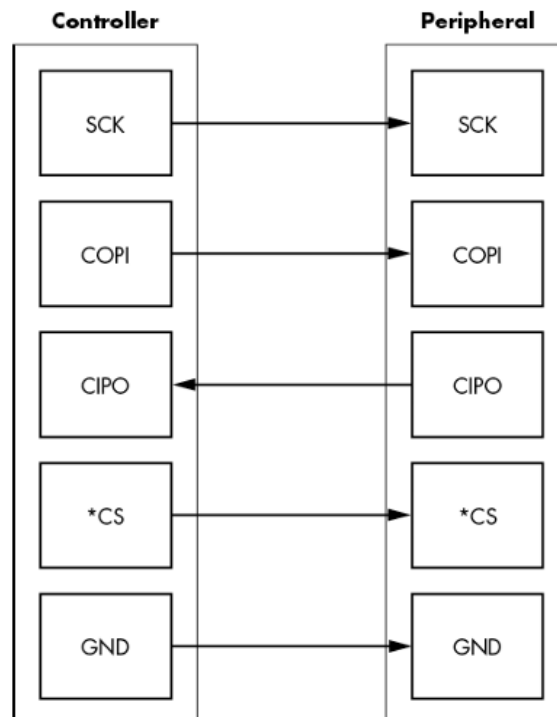 Controller Peripheral
SCK SCK
COPI COPI
CIPO CIPO
*CS *CS
GND GND